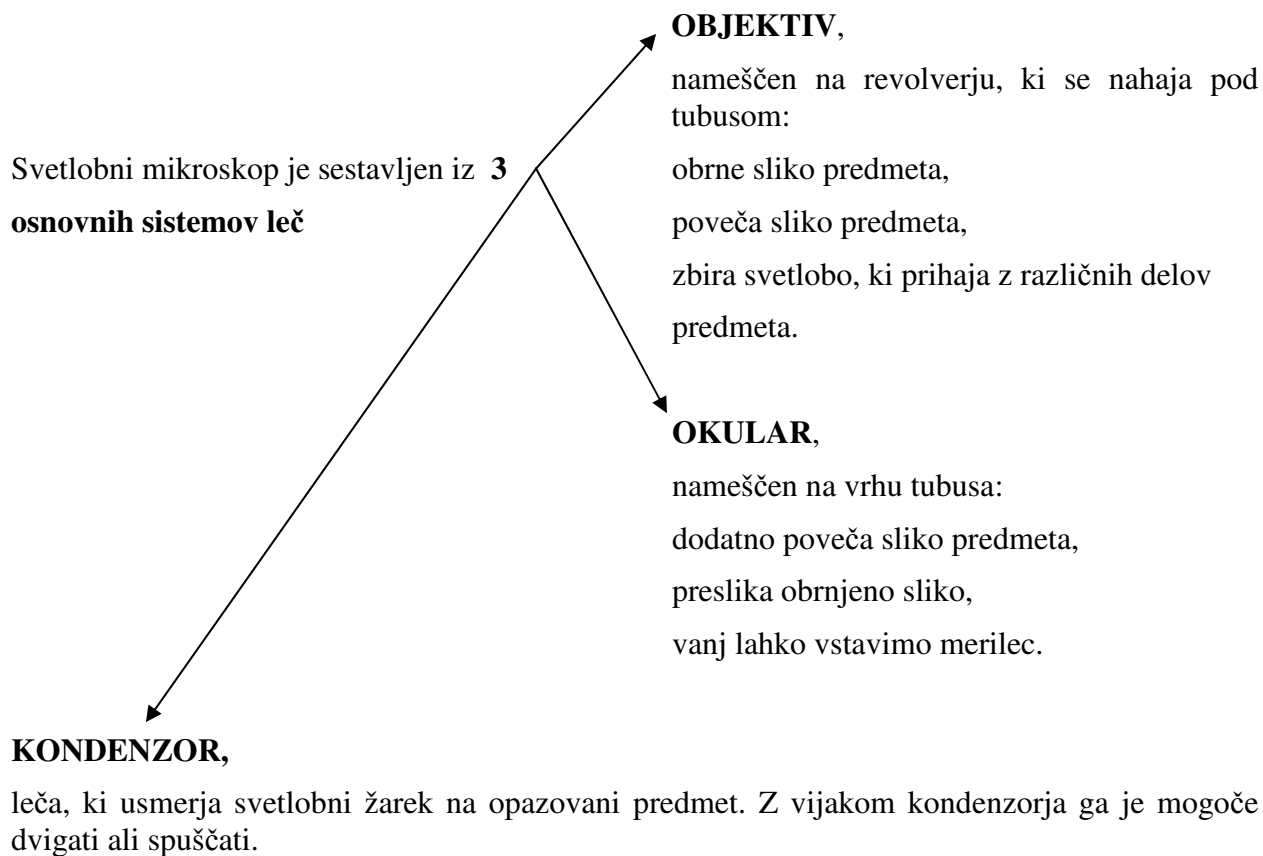 OBJEKTIV,
nameščen na revolverju, ki se nahaja pod
tubusom:
Svetlobni mikroskop je sestavljen iz 3
osnovnih sistemov leč
obrne sliko predmeta,
poveča sliko predmeta,
zbira svetlobo, ki prihaja z različnih delov
predmeta.
OKULAR,
nameščen na vrhu tubusa:
dodatno poveča sliko predmeta,
preslika obrnjeno sliko,
vanj lahko vstavimo merilec.
KONDENZOR,
leča, ki usmerja svetlobni žarek na opazovani predmet. Z vijakom kondenzorja ga je mogoče
dvigati ali spuščati.